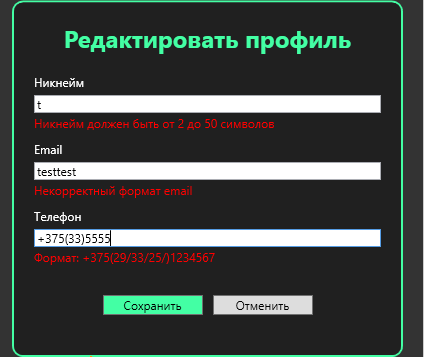 Редактировать профиль
Никнейм
t
Никнейм должен быть от 2 до 50 символов
Email
testtest
Некорректный формат email
Телефон
+375(33)5555
Формат: +375(29/33/25/)1234567
Сохранить
Отменить